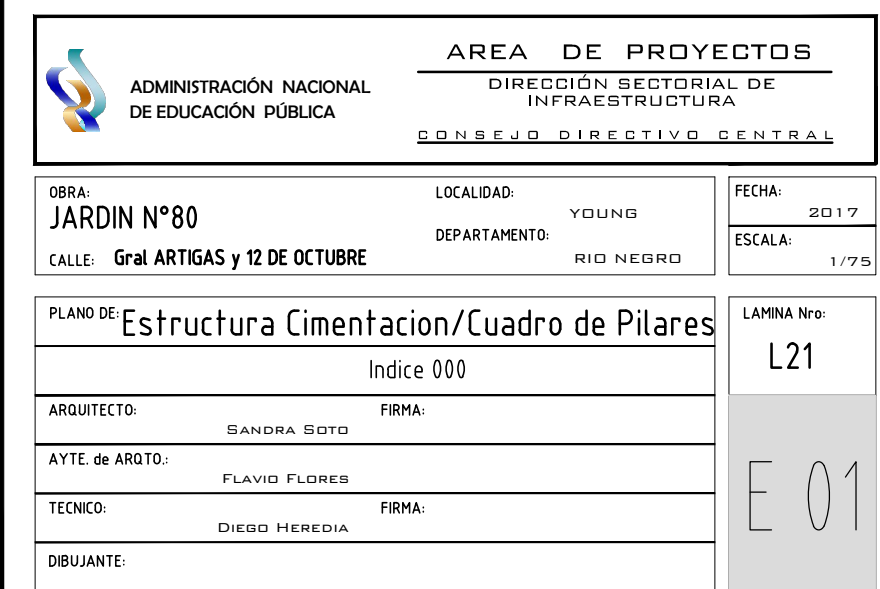 ADMINISTRACIÓN NACIONAL
DE EDUCACIÓN PÚBLICA
AREA DE PROYECTOS
DIRECCIÓN SECTORIAL DE
INFRAESTRUCTURA
CONSEJO DIRECTIVO CENTRAL
OBRA:
JARDIN N°80
CALLE: Gral ARTIGAS y 12 DE OCTUBRE
LOCALIDAD:
YOUNG
DEPARTAMENTO:
RIO NEGRO
FECHA:
2017
ESCALA:
1/75
PLANO DE: Estructura Cimentacion/Cuadro de Pilares
Indice 000
LAMINA Nro:
L21
ARQUITECTO: FIRMA:
SANDRA SOTO
AYTE. de ARQTO.:
FLAVIO FLORES
TECNICO: FIRMA:
DIEGO HEREDIA
DIBUJANTE:
E 01